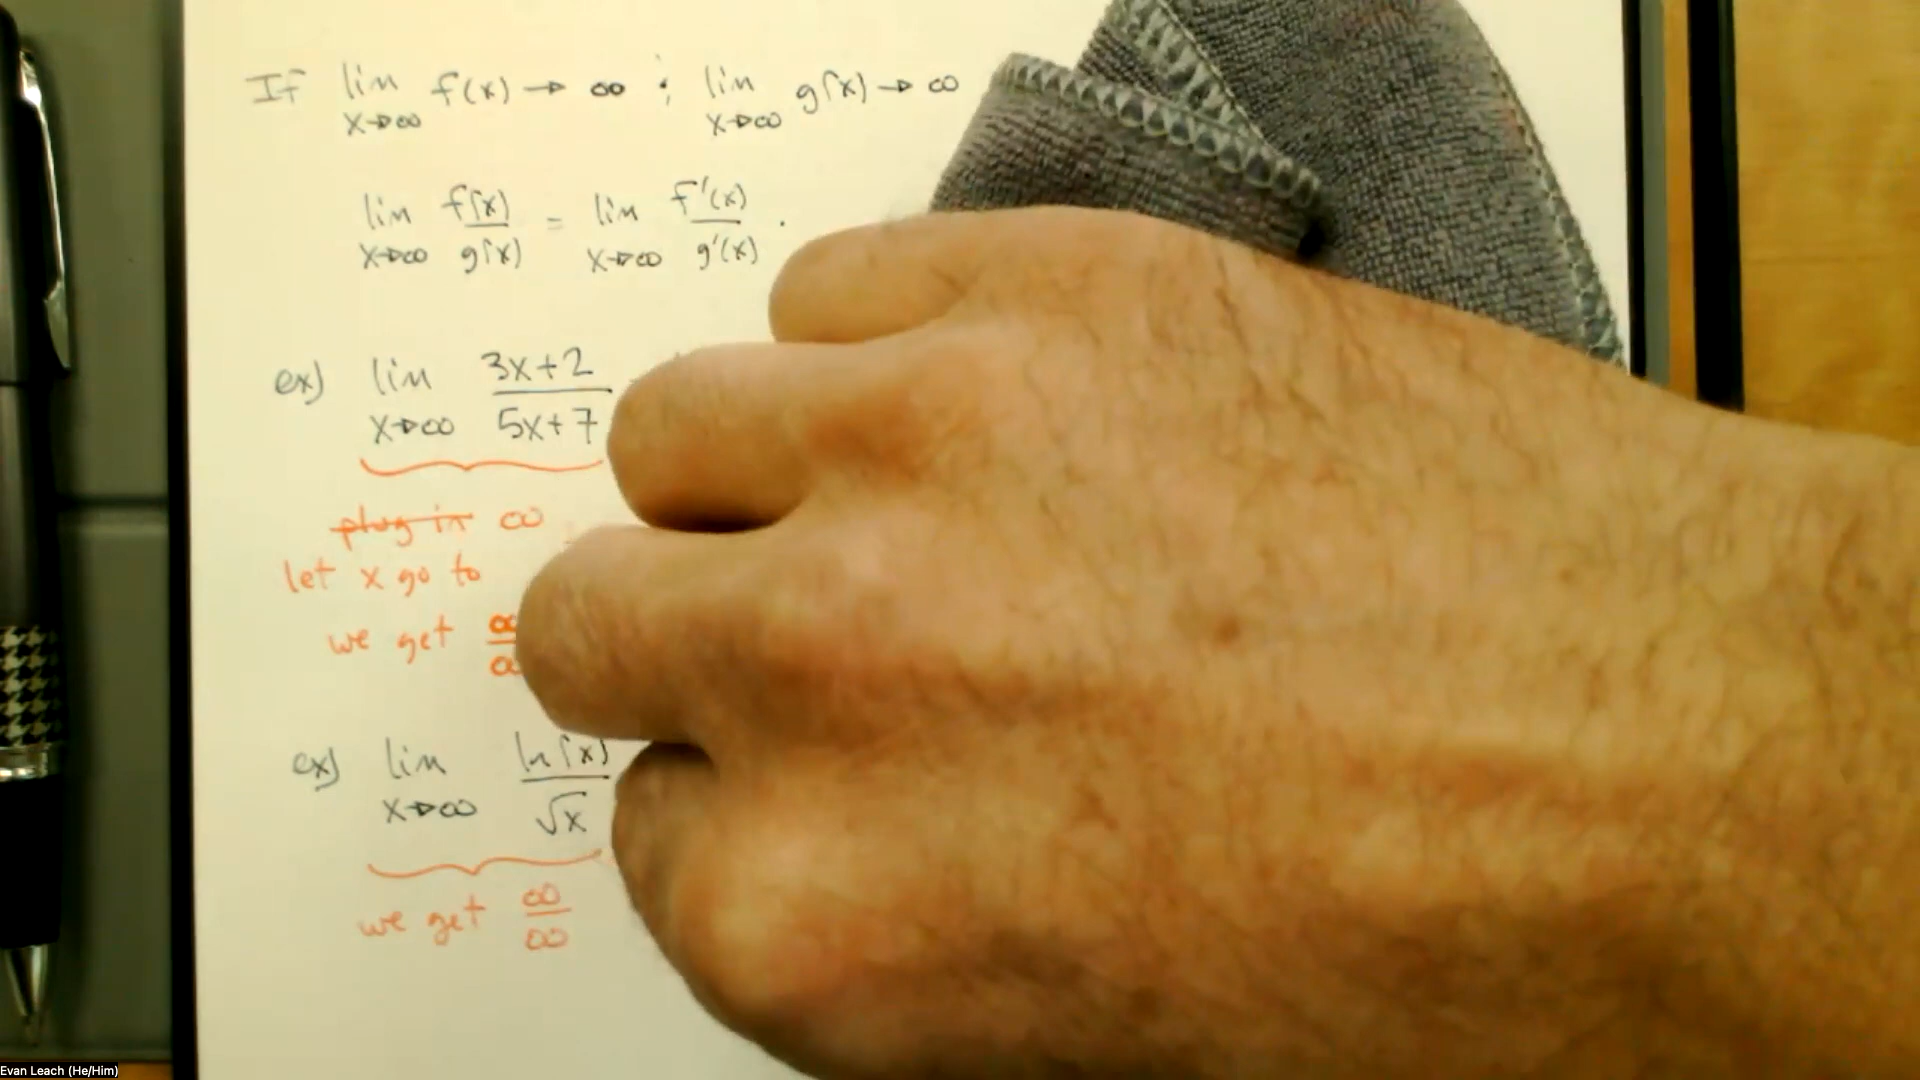 If lim f(x) → ∞ ; lim g(x) → ∞
x→∞ x→∞
lim f(x) = lim f'(x) .
x→∞ g(x) x→∞ g'(x)
ex) lim 3x+2
x→∞ 5x+7
plug in ∞
let x go to
we get ∞
∞
ex) lim ln(x)
x→∞ √x
we get ∞
∞
Evan Leach (He/Him)